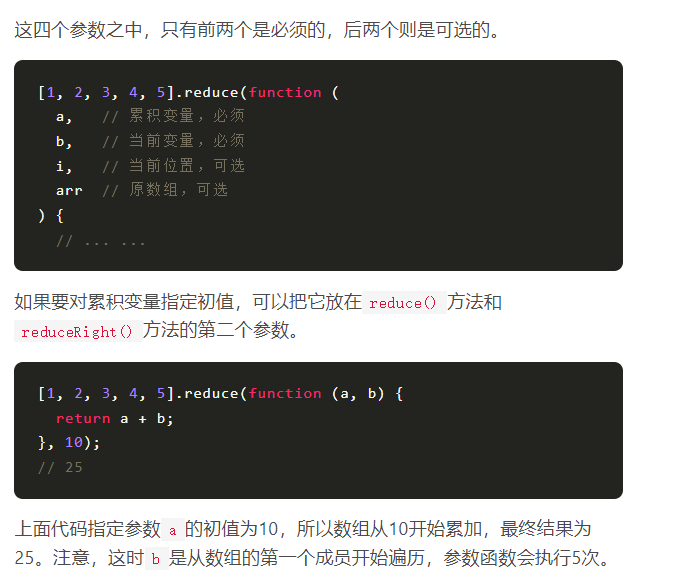 这四个参数之中，只有前两个是必须的，后两个则是可选的。
[1, 2, 3, 4, 5].reduce(function (
  a,   // 累积变量，必须
  b,   // 当前变量，必须
  i,   // 当前位置，可选
  arr  // 原数组，可选
) {
  // ... ...
如果要对累积变量指定初值，可以把它放在 reduce() 方法和
reduceRight() 方法的第二个参数。
[1, 2, 3, 4, 5].reduce(function (a, b) {
  return a + b;
}, 10);
// 25
上面代码指定参数 a 的初值为10，所以数组从10开始累加，最终结果为
25。注意，这时 b 是从数组的第一个成员开始遍历，参数函数会执行5次。